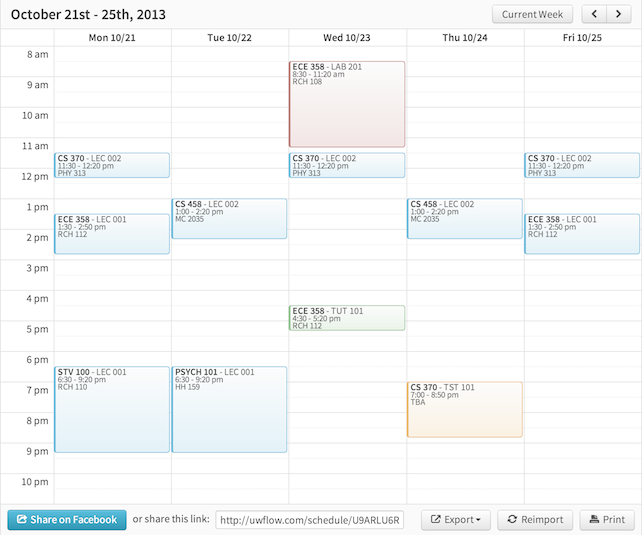 October 21st - 25th, 2013
Current Week
Mon 10/21
Tue 10/22
Wed 10/23
Thu 10/24
Fri 10/25
8 am
9 am
10 am
11 am
12 pm
1 pm
2 pm
3 pm
4 pm
5 pm
6 pm
7 pm
8 pm
9 pm
10 pm
CS 370 - LEC 002
11:30 - 12:20 pm
PHY 313
ECE 358 - LEC 001
1:30 - 2:50 pm
RCH 112
STV 100 - LEC 001
6:30 - 9:20 pm
RCH 110
CS 458 - LEC 002
1:00 - 2:20 pm
MC 2035
PSYCH 101 - LEC 001
6:30 - 9:20 pm
HH 159
ECE 358 - LAB 201
8:30 - 11:20 am
RCH 108
CS 370 - LEC 002
11:30 - 12:20 pm
PHY 313
ECE 358 - TUT 101
4:30 - 5:20 pm
RCH 112
CS 458 - LEC 002
1:00 - 2:20 pm
MC 2035
CS 370 - TST 101
7:00 - 8:50 pm
TBA
CS 370 - LEC 002
11:30 - 12:20 pm
PHY 313
ECE 358 - LEC 001
1:30 - 2:50 pm
RCH 112
Share on Facebook
or share this link:
http://uwflow.com/schedule/U9ARLU6R
Export
Reimport
Print